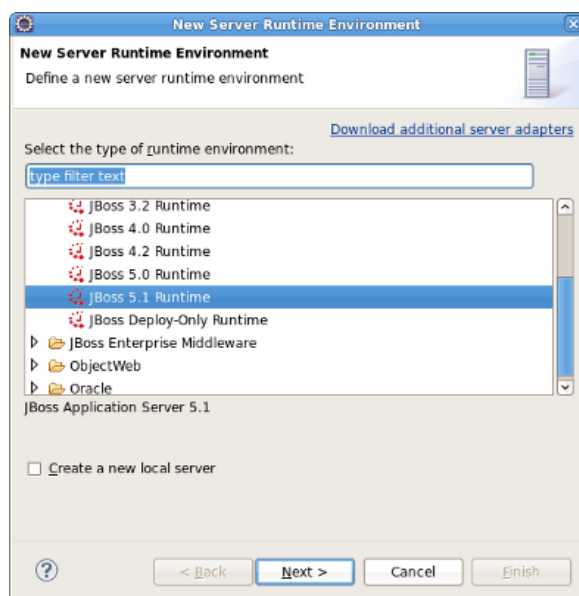 New Server Runtime Environment
New Server Runtime Environment
Define a new server runtime environment
Download additional server adapters
Select the type of runtime environment:
type filter text
JBoss 3.2 Runtime
JBoss 4.0 Runtime
JBoss 4.2 Runtime
JBoss 5.0 Runtime
JBoss 5.1 Runtime
JBoss Deploy-Only Runtime
JBoss Enterprise Middleware
ObjectWeb
Oracle
JBoss Application Server 5.1
Create a new local server
? < Back Next > Cancel Finish